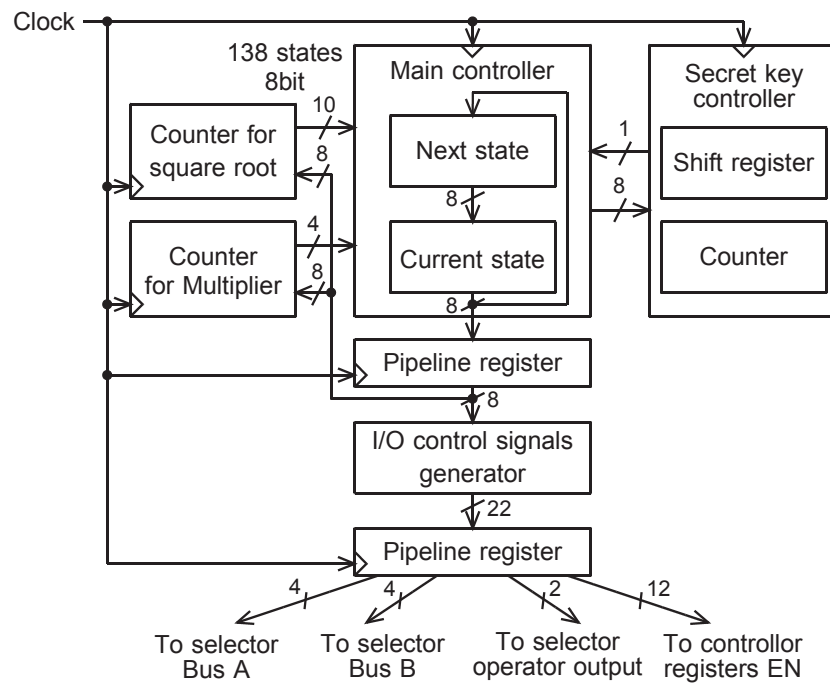 Clock
138 states
8bit
Main controller
Secret key
controller
10
Counter for
square root
8
Next state
1
Shift register
8
8
4
Counter
for Multiplier
8
Current state
Counter
8
Pipeline register
8
I/O control signals
generator
22
Pipeline register
4
4
2
12
To selector
Bus A
To selector
Bus B
To selector
operator output
To controllor
registers EN